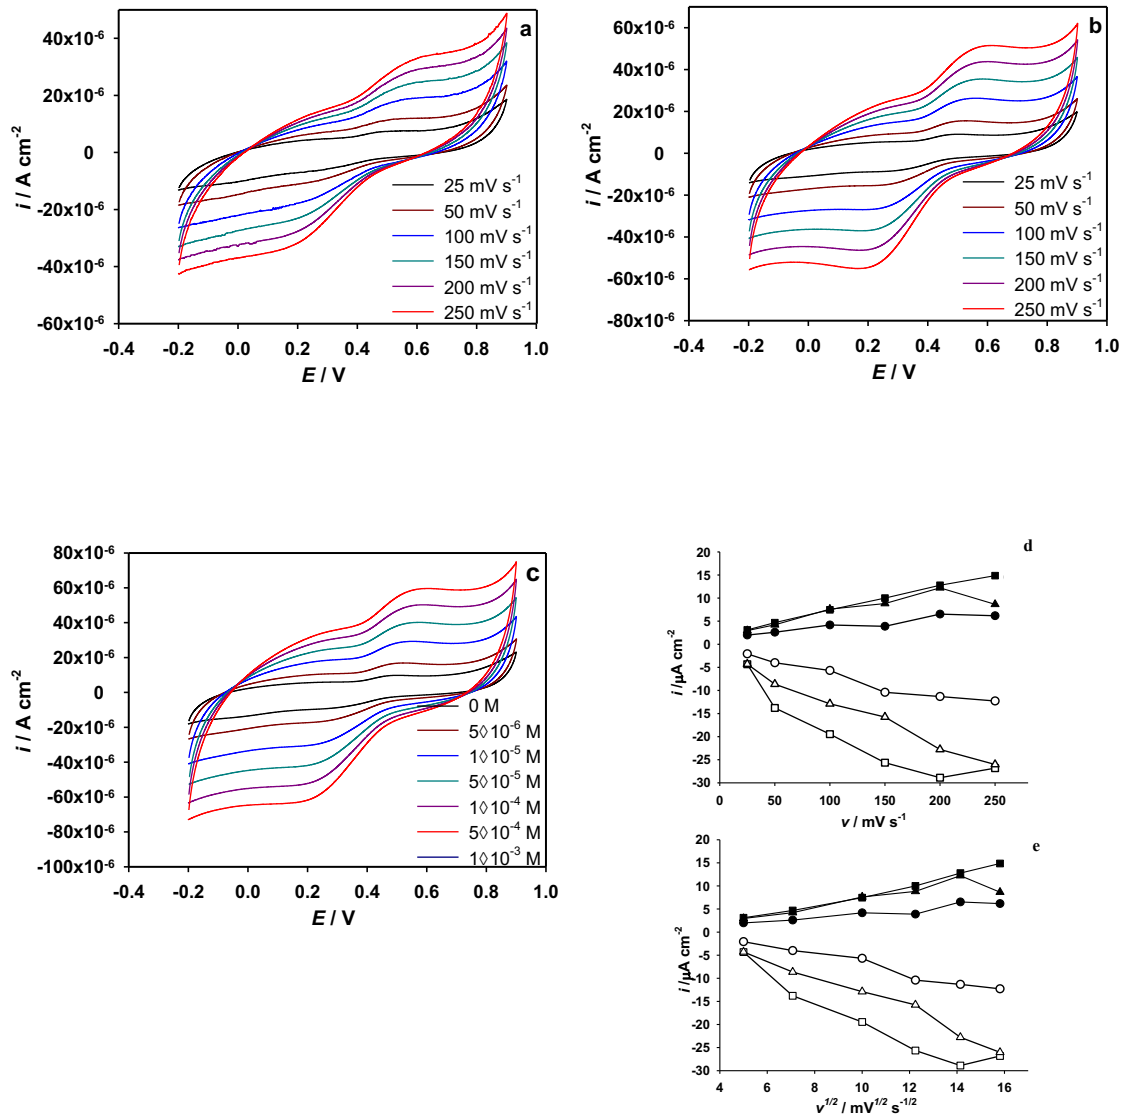 a
40x10-6
20x10-6
0
-20x10-6
-40x10-6
-60x10-6
i / A cm-2
25 mV s-1
50 mV s-1
100 mV s-1
150 mV s-1
200 mV s-1
250 mV s-1
-0.4 -0.2 0.0 0.2 0.4 0.6 0.8 1.0
E / V
b
60x10-6
40x10-6
20x10-6
0
-20x10-6
-40x10-6
-60x10-6
-80x10-6
i / A cm-2
25 mV s-1
50 mV s-1
100 mV s-1
150 mV s-1
200 mV s-1
250 mV s-1
-0.4 -0.2 0.0 0.2 0.4 0.6 0.8 1.0
E / V
c
80x10-6
60x10-6
40x10-6
20x10-6
0
-20x10-6
-40x10-6
-60x10-6
-80x10-6
-100x10-6
i / A cm-2
0 M
5◊10-6 M
1◊10-5 M
5◊10-5 M
1◊10-4 M
5◊10-4 M
1◊10-3 M
-0.4 -0.2 0.0 0.2 0.4 0.6 0.8 1.0
E / V
d
20
15
10
5
0
-5
-10
-15
-20
-25
-30
i /µA cm-2
0 50 100 150 200 250
v / mV s-1
e
20
15
10
5
0
-5
-10
-15
-20
-25
-30
i /µA cm-2
4 6 8 10 12 14 16
v1/2 / mV1/2 s-1/2